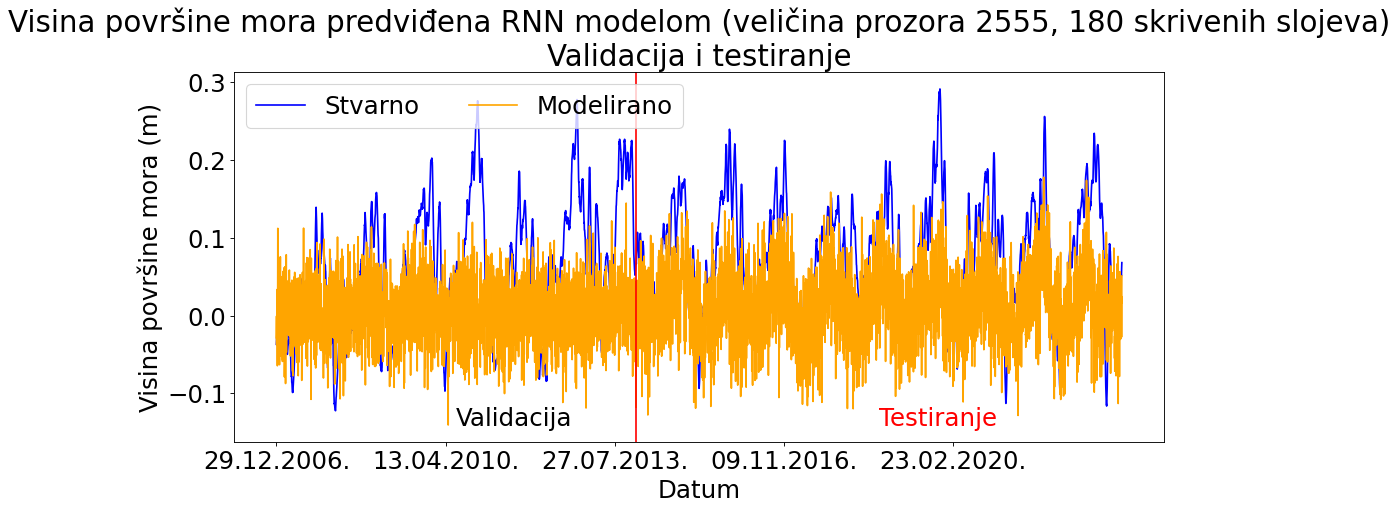 Visina površine mora predviđena RNN modelom (veličina prozora 2555, 180 skrivenih slojeva)
Validacija i testiranje
Stvarno Modelirano
Visina površine mora (m)
0.3
0.2
0.1
0.0
−0.1
Validacija Testiranje
29.12.2006. 13.04.2010. 27.07.2013. 09.11.2016. 23.02.2020.
Datum